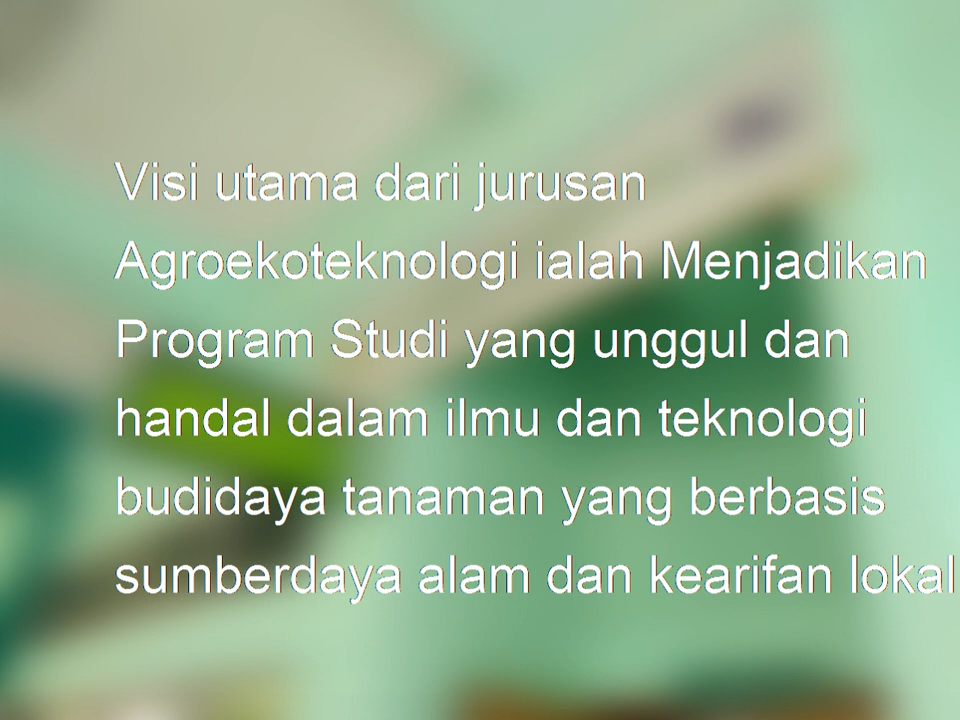 Visi utama dari jurusan
Agroekoteknologi ialah Menjadikan
Program Studi yang unggul dan
handal dalam ilmu dan teknologi
budidaya tanaman yang berbasis
sumberdaya alam dan kearifan lokal